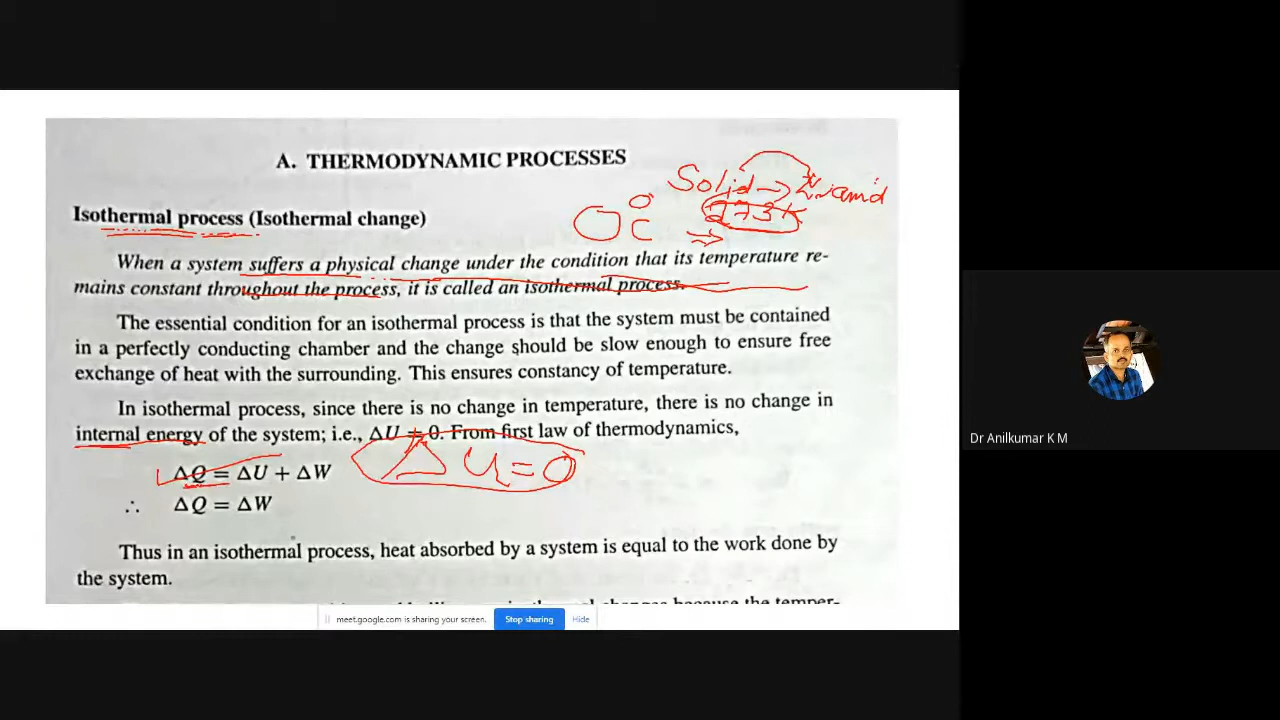 A. THERMODYNAMIC PROCESSES
Solid → Liquid
0°C 273K
Isothermal process (Isothermal change)
When a system suffers a physical change under the condition that its temperature re-
mains constant throughout the process, it is called an isothermal process.
The essential condition for an isothermal process is that the system must be contained
in a perfectly conducting chamber and the change should be slow enough to ensure free
exchange of heat with the surrounding. This ensures constancy of temperature.
In isothermal process, since there is no change in temperature, there is no change in
internal energy of the system; i.e., ΔU = 0. From first law of thermodynamics,
ΔQ = ΔU + ΔW
Δ U = 0
∴ ΔQ = ΔW
Thus in an isothermal process, heat absorbed by a system is equal to the work done by
the system.
meet.google.com is sharing your screen. Stop sharing Hide
Dr Anilkumar K M